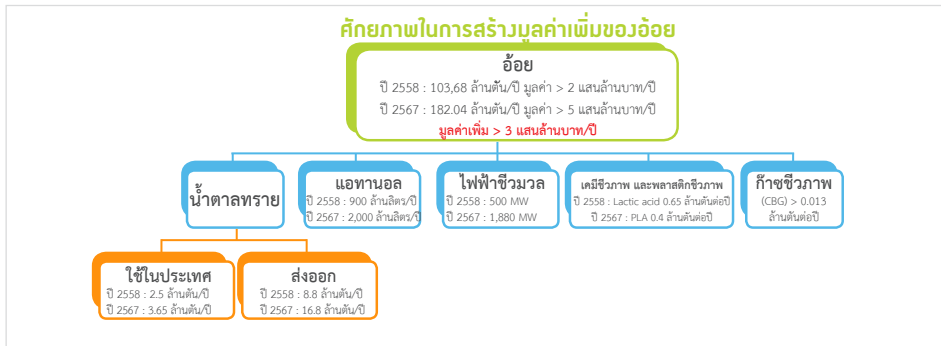 ศักยภาพในการสร้างมูลค่าเพิ่มของอ้อย
อ้อย
ปี 2558 : 103,68 ล้านตัน/ปี มูลค่า > 2 แสนล้านบาท/ปี
ปี 2567 : 182.04 ล้านตัน/ปี มูลค่า > 5 แสนล้านบาท/ปี
มูลค่าเพิ่ม > 3 แสนล้านบาท/ปี
น้ำตาลทราย
แอทานอล
ปี 2558 : 900 ล้านลิตร/ปี
ปี 2567 : 2,000 ล้านลิตร/ปี
ไฟฟ้าชีวมวล
ปี 2558 : 500 MW
ปี 2567 : 1,880 MW
เคมีชีวภาพ และพลาสติกชีวภาพ
ปี 2558 : Lactic acid 0.65 ล้านตันต่อปี
ปี 2567 : PLA 0.4 ล้านตันต่อปี
ก๊าซชีวภาพ
(CBG) > 0.013
ล้านตันต่อปี
ใช้ในประเทศ
ปี 2558 : 2.5 ล้านตัน/ปี
ปี 2567 : 3.65 ล้านตัน/ปี
ส่งออก
ปี 2558 : 8.8 ล้านตัน/ปี
ปี 2567 : 16.8 ล้านตัน/ปี